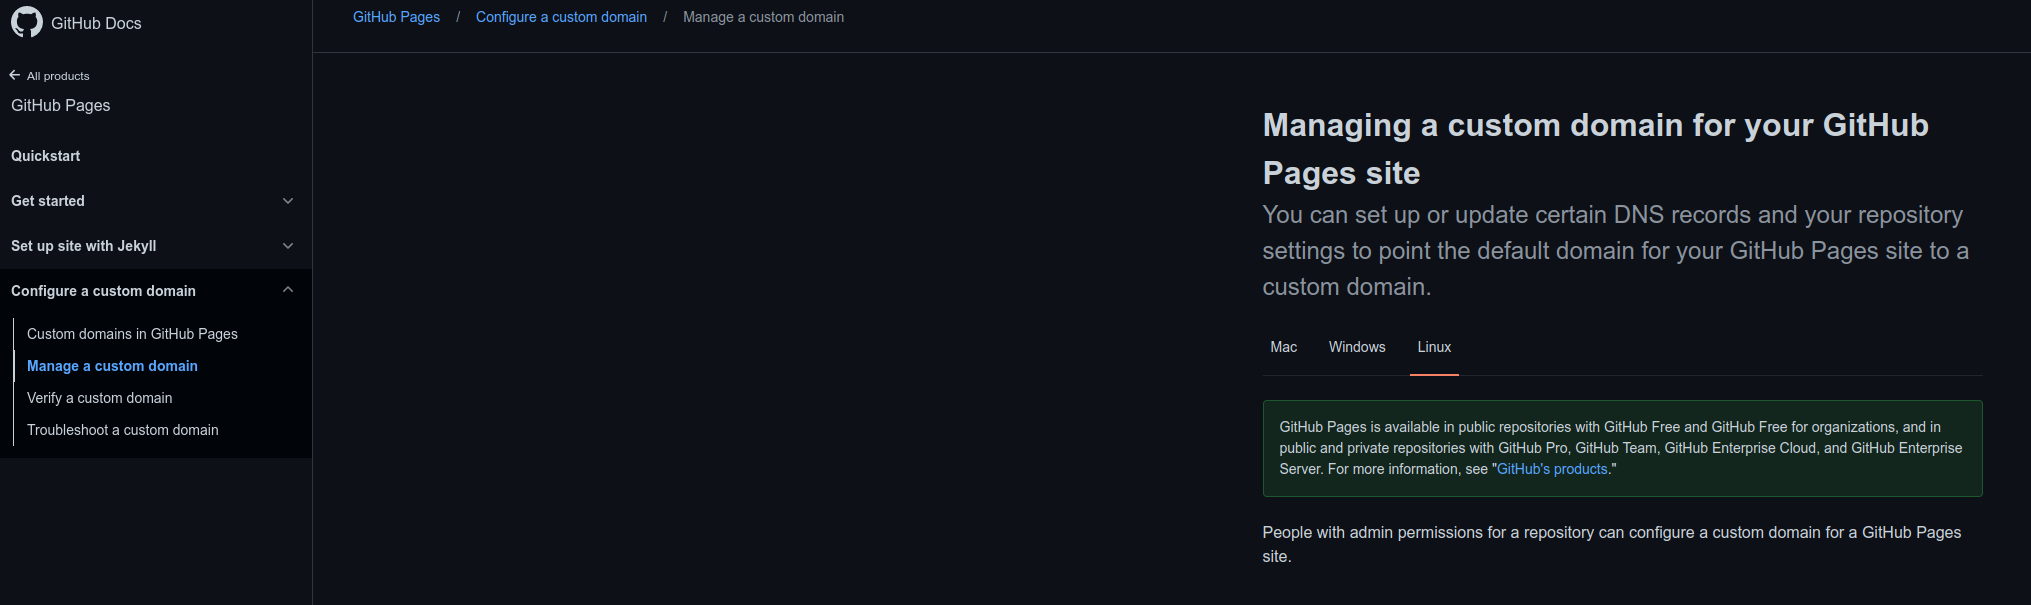 GitHub Docs
All products
GitHub Pages
Quickstart
Get started
Set up site with Jekyll
Configure a custom domain
Custom domains in GitHub Pages
Manage a custom domain
Verify a custom domain
Troubleshoot a custom domain
GitHub Pages / Configure a custom domain / Manage a custom domain
Managing a custom domain for your GitHub
Pages site
You can set up or update certain DNS records and your repository
settings to point the default domain for your GitHub Pages site to a
custom domain.
Mac Windows Linux
GitHub Pages is available in public repositories with GitHub Free and GitHub Free for organizations, and in
public and private repositories with GitHub Pro, GitHub Team, GitHub Enterprise Cloud, and GitHub Enterprise
Server. For more information, see "GitHub's products."
People with admin permissions for a repository can configure a custom domain for a GitHub Pages
site.